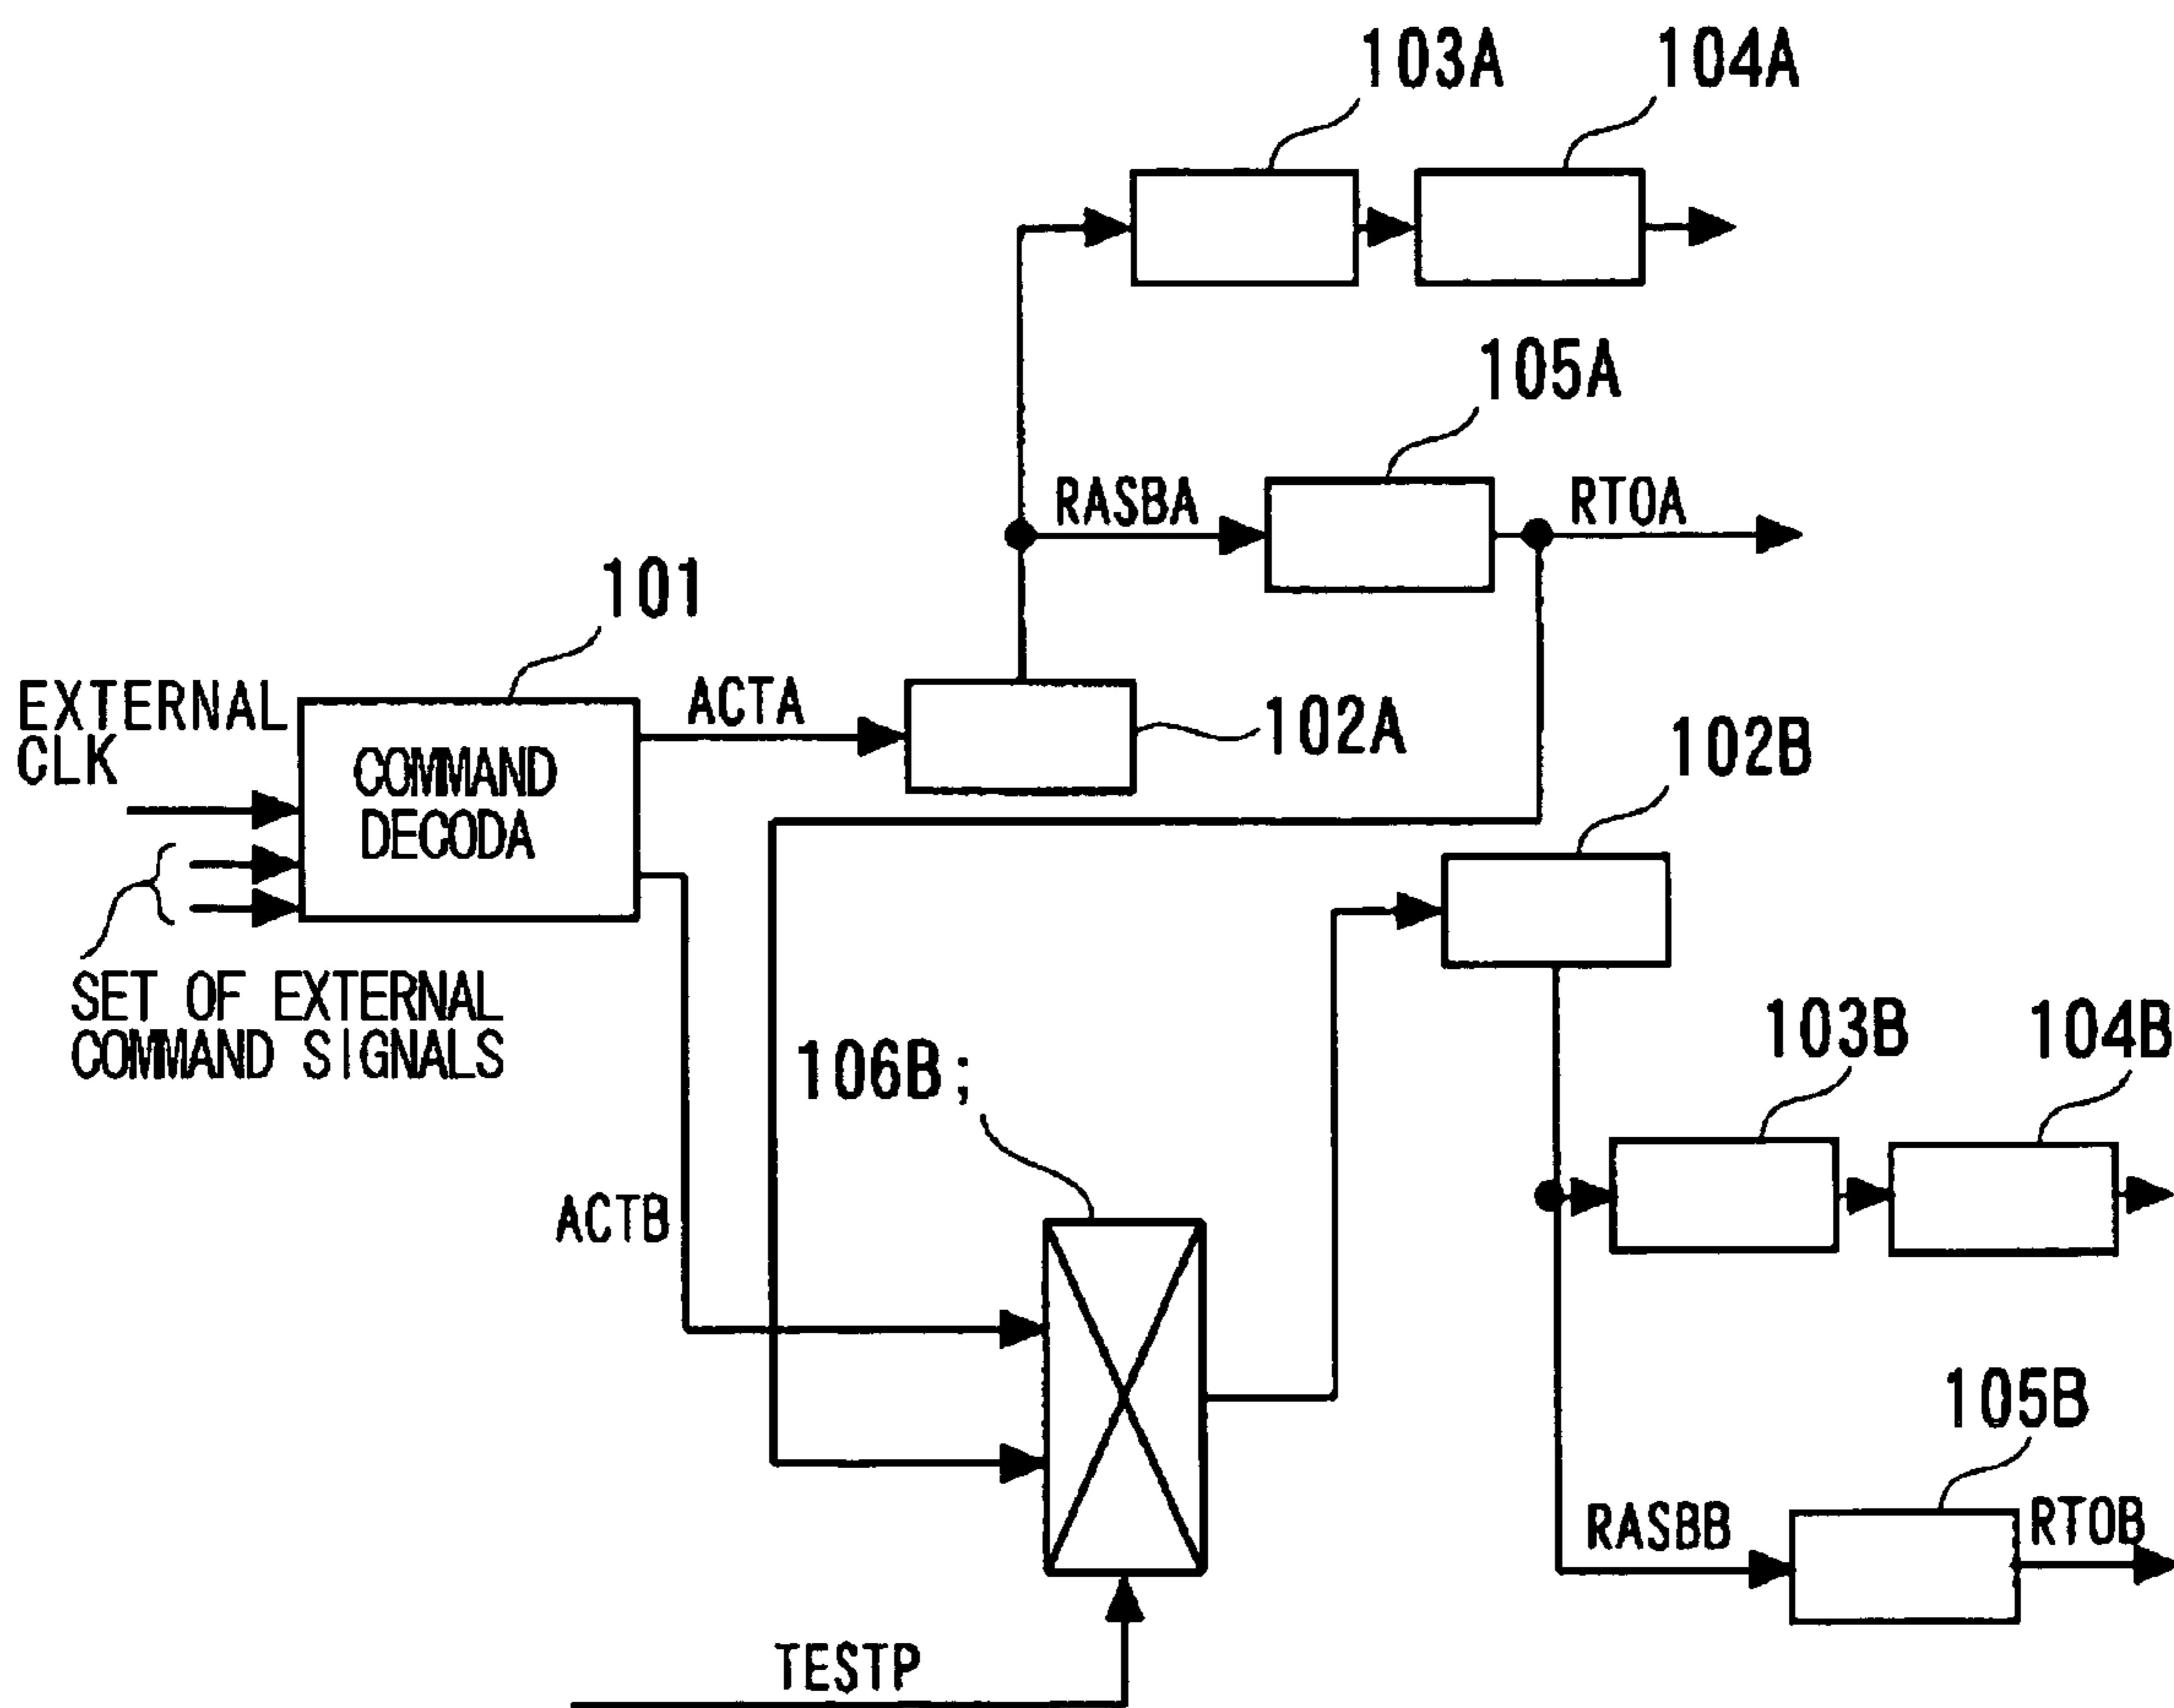 103A
104A
105A
RASBA
RTOA
101
EXTERNAL
CLK
ACTA
102A
102B
COMMAND
DECODA
SET OF EXTERNAL
COMMAND SIGNALS
106B;
103B
104B
ACTB
105B
RASBB
RTOB
TESTP